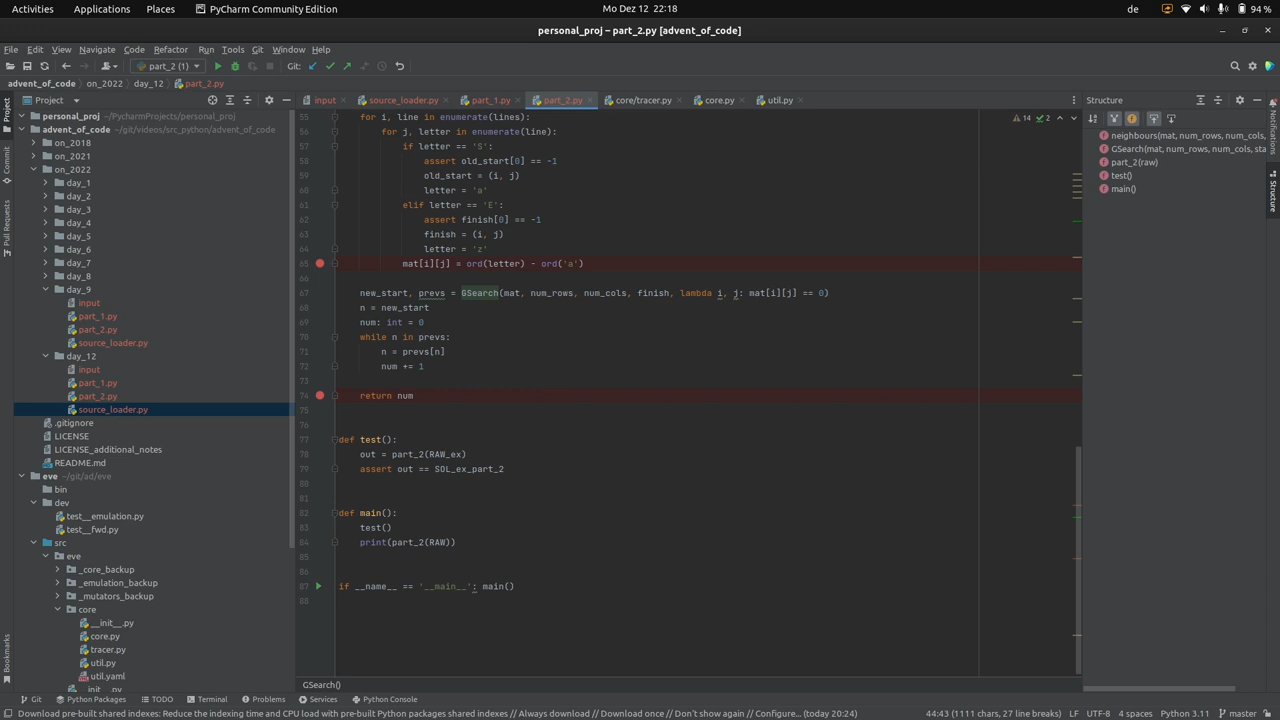 Activities Applications Places PyCharm Community Edition Mo Dez 12 22:18 de 94 %
personal_proj – part_2.py [advent_of_code]
File Edit View Navigate Code Refactor Run Tools Git Window Help
part_2 (1) Git:
advent_of_code on_2022 day_12 part_2.py
Project
input source_loader.py part_1.py part_2.py core/tracer.py core.py util.py
Structure
Project
Commit
Pull Requests
Bookmarks
personal_proj ~/PycharmProjects/personal_proj
advent_of_code ~/git/videos/src_python/advent_of_code
on_2018
on_2021
on_2022
day_1
day_2
day_3
day_4
day_5
day_6
day_7
day_8
day_9
input
part_1.py
part_2.py
source_loader.py
day_12
input
part_1.py
part_2.py
source_loader.py
.gitignore
LICENSE
LICENSE_additional_notes
README.md
eve ~/git/ad/eve
bin
dev
test__emulation.py
test__fwd.py
src
eve
_core_backup
_emulation_backup
_mutators_backup
core
__init__.py
core.py
tracer.py
util.py
util.yaml
__init__.py
14 2
55 for i, line in enumerate(lines):
56 for j, letter in enumerate(line):
57 if letter == 'S':
58 assert old_start[0] == -1
59 old_start = (i, j)
60 letter = 'a'
61 elif letter == 'E':
62 assert finish[0] == -1
63 finish = (i, j)
64 letter = 'z'
65 mat[i][j] = ord(letter) - ord('a')
66
67 new_start, prevs = GSearch(mat, num_rows, num_cols, finish, lambda i, j: mat[i][j] == 0)
68 n = new_start
69 num: int = 0
70 while n in prevs:
71 n = prevs[n]
72 num += 1
73
74 return num
75
76
77 def test():
78 out = part_2(RAW_ex)
79 assert out == SOL_ex_part_2
80
81
82 def main():
83 test()
84 print(part_2(RAW))
85
86
87 if __name__ == '__main__': main()
88
GSearch()
neighbours(mat, num_rows, num_cols,
GSearch(mat, num_rows, num_cols, sta
part_2(raw)
test()
main()
Notifications
Structure
Git Python Packages TODO Terminal Problems Services Python Console
Download pre-built shared indexes: Reduce the indexing time and CPU load with pre-built Python packages shared indexes // Always download // Download once // Don't show again // Configure... (today 20:24) 44:43 (1111 chars, 27 line breaks) LF UTF-8 4 spaces Python 3.10 master